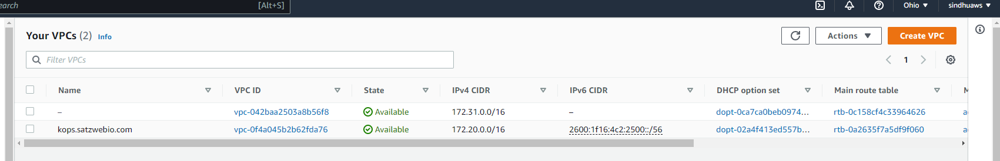 earch [Alt+S] Ohio ▼ sindhuaws ▼
Your VPCs (2) Info Actions ▼ Create VPC
Filter VPCs 1
Name VPC ID State IPv4 CIDR IPv6 CIDR DHCP option set Main route table M
– vpc-042baa2503a8b56f8 Available 172.31.0.0/16 – dopt-0ca7ca0beb0974... rtb-0c158cf4c33964626
kops.satzwebio.com vpc-0f4a045b2b62fda76 Available 172.20.0.0/16 2600:1f16:4c2:2500::/56 dopt-02a4f413ed557b... rtb-0a2635f7a5df9f060